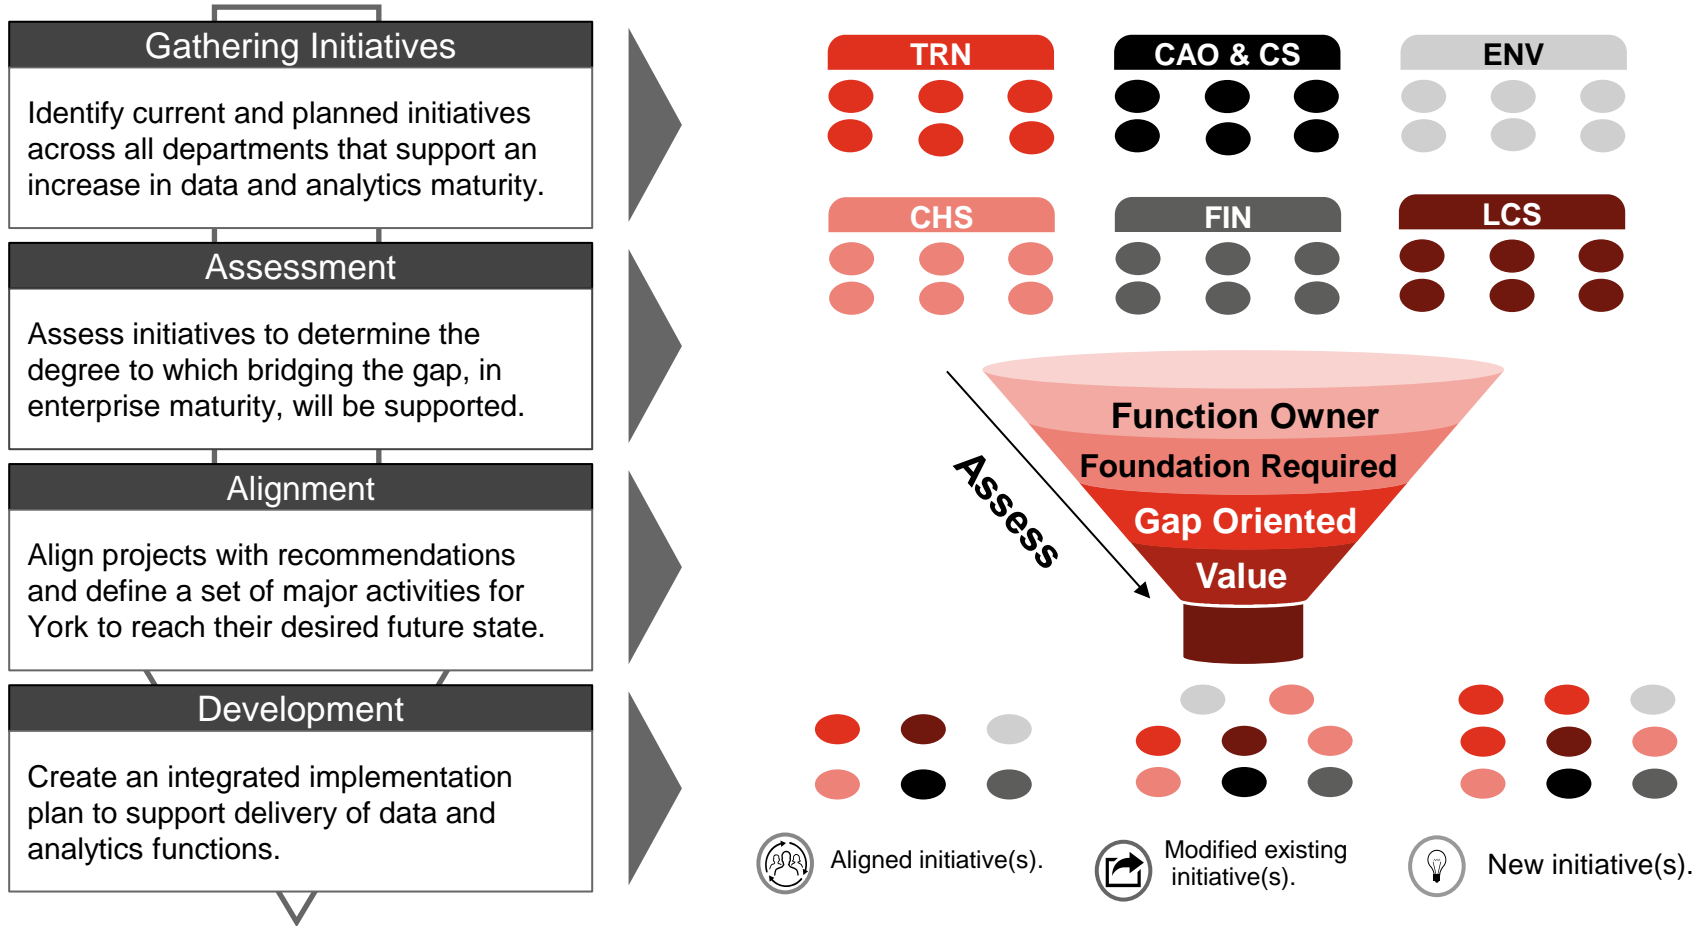 Gathering Initiatives
Identify current and planned initiatives
across all departments that support an
increase in data and analytics maturity.
Assessment
Assess initiatives to determine the
degree to which bridging the gap, in
enterprise maturity, will be supported.
Alignment
Align projects with recommendations
and define a set of major activities for
York to reach their desired future state.
Development
Create an integrated implementation
plan to support delivery of data and
analytics functions.
TRN
CAO & CS
ENV
CHS
FIN
LCS
Assess
Function Owner
Foundation Required
Gap Oriented
Value
Aligned initiative(s).
Modified existing
initiative(s).
New initiative(s).